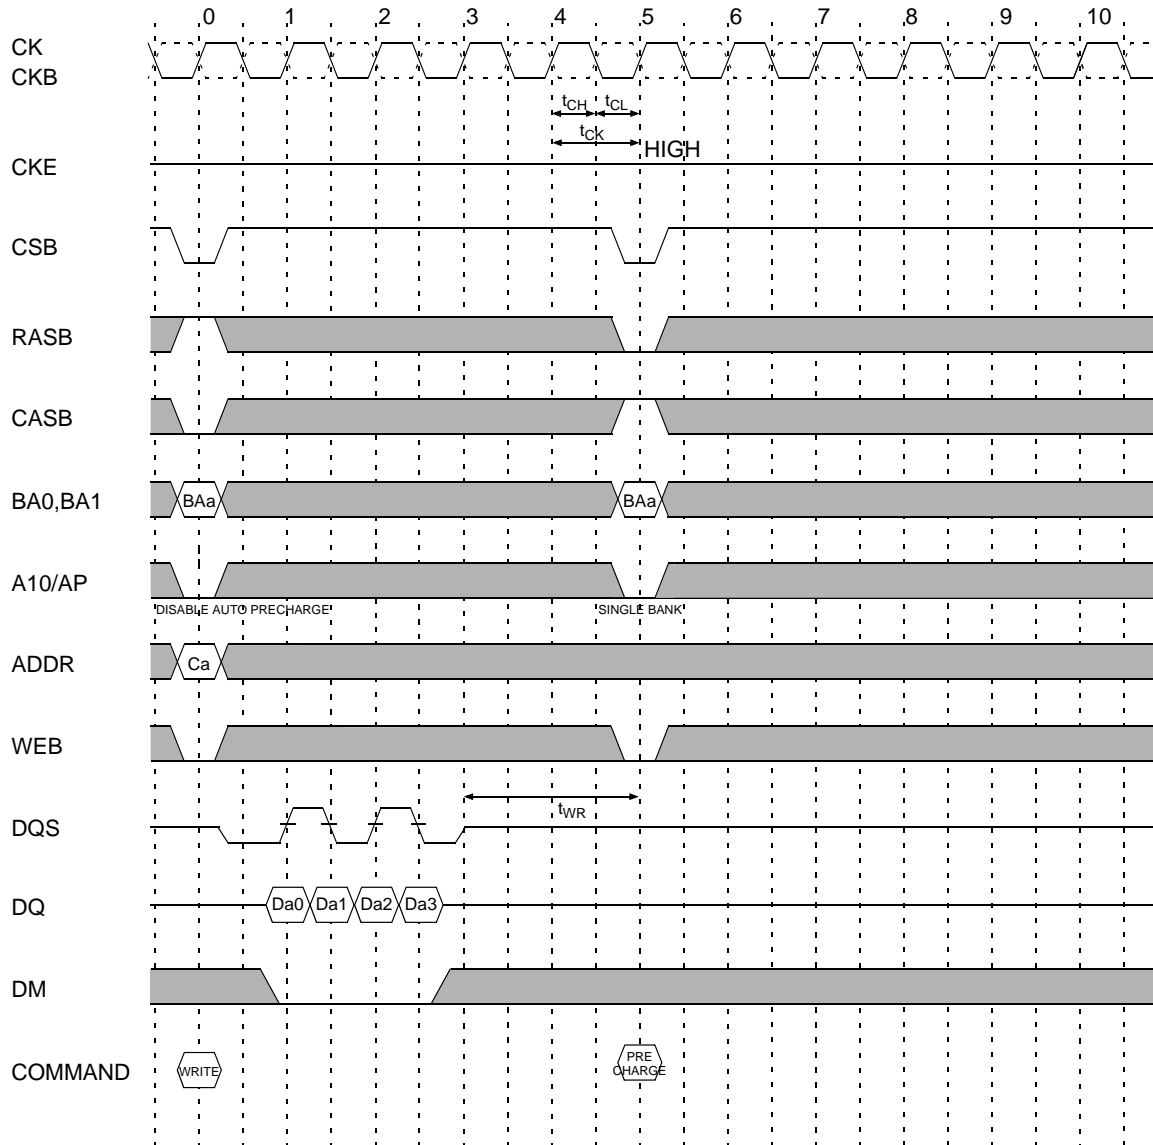 0 1 2 3 4 5 6 7 8 9 10
CK
CKB
tCH tCL
tCK
HIGH
CKE
CSB
RASB
CASB
BA0,BA1 BAa BAa
A10/AP
DISABLE AUTO PRECHARGE SINGLE BANK
ADDR Ca
WEB
tWR
DQS
DQ Da0 Da1 Da2 Da3
DM
COMMAND WRITE PRE
CHARGE